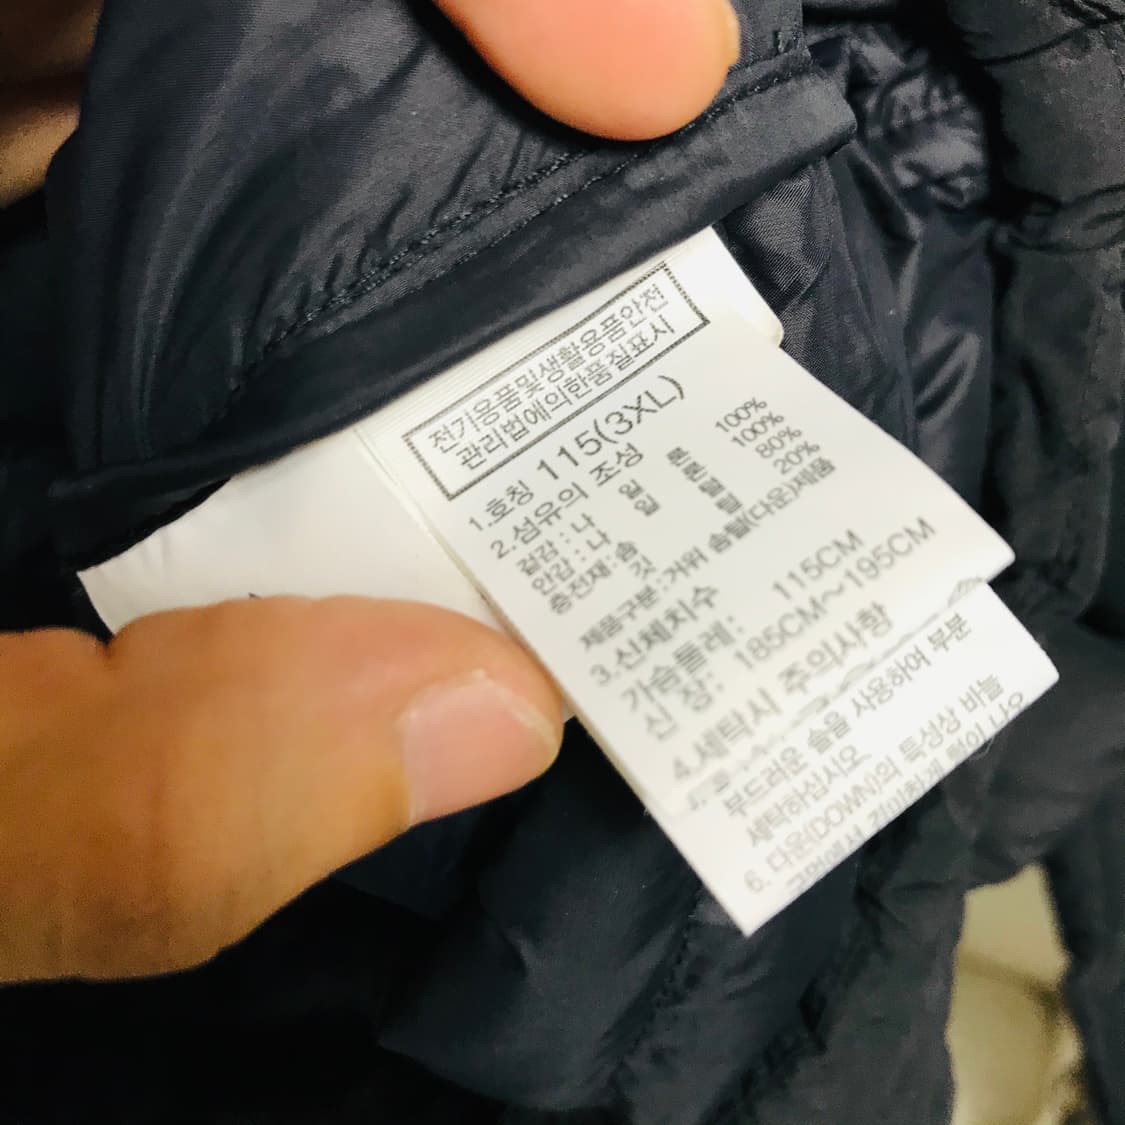 전기용품및생활용품안전
관리법에의한품질표시
1.호칭 115(3XL)
2.섬유의 조성
겉감 : 나 일 론 100%
안감 : 나 일 론 100%
충전재:솜 털 80%
깃 털 20%
제품구분:거위 솜털(다운)제품
3.신체치수
가슴둘레: 115CM
신 장: 185CM~195CM
4.세탁시 주의사항
부드러운 솔을 사용하여 부분
세탁하십시오
6. 다운(DOWN)의 특성상 바늘